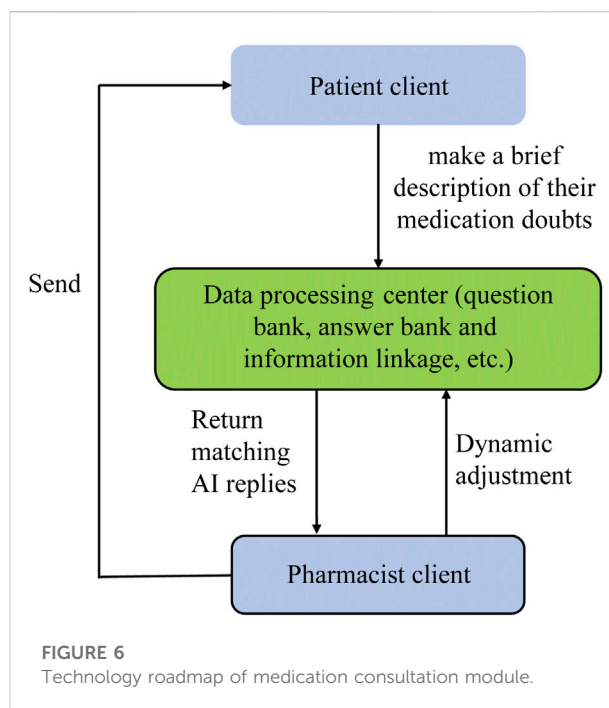 Patient client
make a brief
description of their
medication doubts
Send
Data processing center (question
bank, answer bank and
information linkage, etc.)
Return
matching
AI replies
Dynamic
adjustment
Pharmacist client
FIGURE 6
Technology roadmap of medication consultation module.